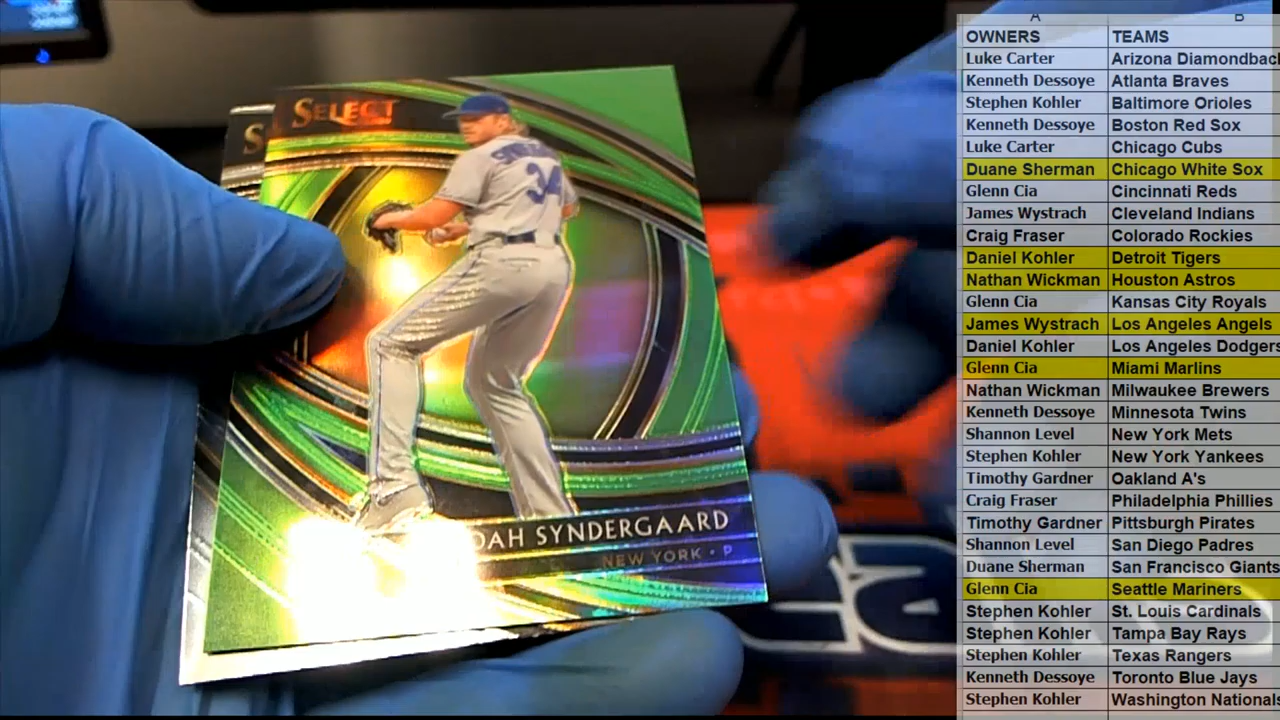 SELECT
34
OAH SYNDERGAARD
NEW YORK • P
A B
OWNERS TEAMS
Luke Carter Arizona Diamondbac
Kenneth Dessoye Atlanta Braves
Stephen Kohler Baltimore Orioles
Kenneth Dessoye Boston Red Sox
Luke Carter Chicago Cubs
Duane Sherman Chicago White Sox
Glenn Cia Cincinnati Reds
James Wystrach Cleveland Indians
Craig Fraser Colorado Rockies
Daniel Kohler Detroit Tigers
Nathan Wickman Houston Astros
Glenn Cia Kansas City Royals
James Wystrach Los Angeles Angels
Daniel Kohler Los Angeles Dodgers
Glenn Cia Miami Marlins
Nathan Wickman Milwaukee Brewers
Kenneth Dessoye Minnesota Twins
Shannon Level New York Mets
Stephen Kohler New York Yankees
Timothy Gardner Oakland A's
Craig Fraser Philadelphia Phillies
Timothy Gardner Pittsburgh Pirates
Shannon Level San Diego Padres
Duane Sherman San Francisco Giants
Glenn Cia Seattle Mariners
Stephen Kohler St. Louis Cardinals
Stephen Kohler Tampa Bay Rays
Stephen Kohler Texas Rangers
Kenneth Dessoye Toronto Blue Jays
Stephen Kohler Washington Nationals